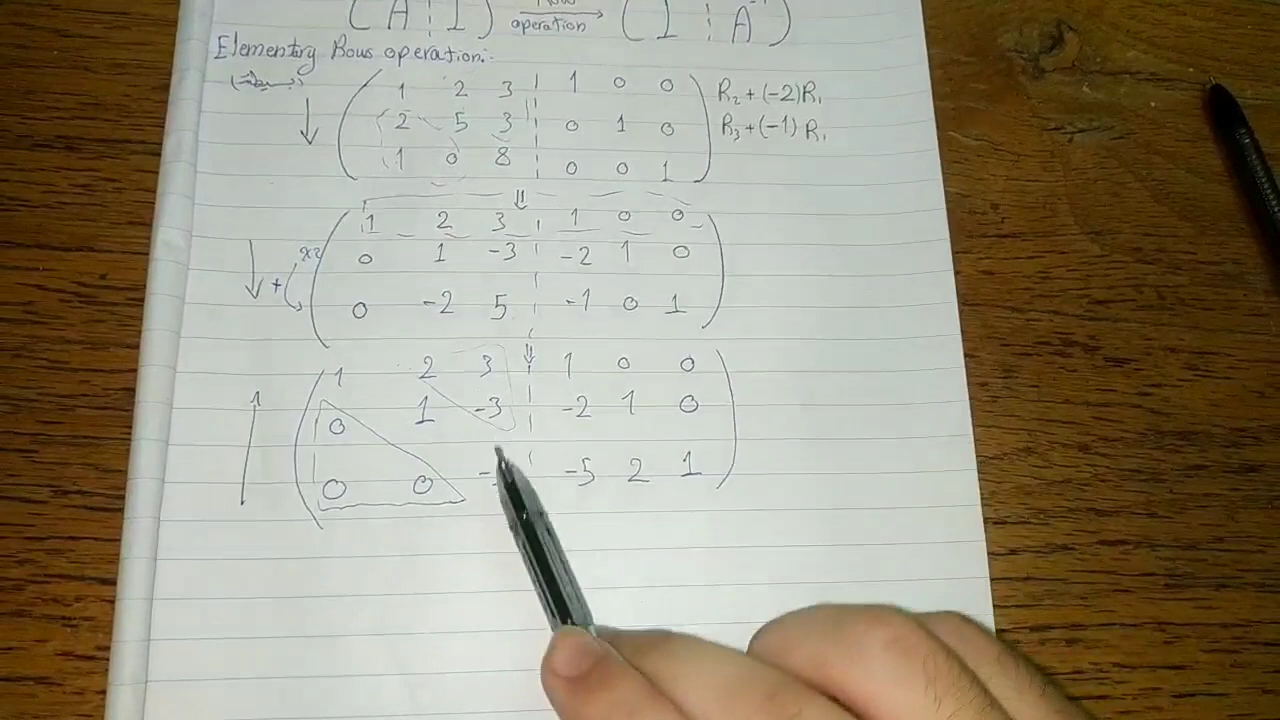 ( A | I ) → operation ( I | A⁻¹ )
Elementry Rows operation:-
1 2 3 | 1 0 0 R₂+(-2)R₁
2 5 3 | 0 1 0 R₃+(-1)R₁
1 0 8 | 0 0 1
⇓
1 2 3 | 1 0 0
0 1 -3 | -2 1 0
+
0 -2 5 | -1 0 1
⇓
1 2 3 | 1 0 0
0 1 -3 | -2 1 0
0 0 - | -5 2 1